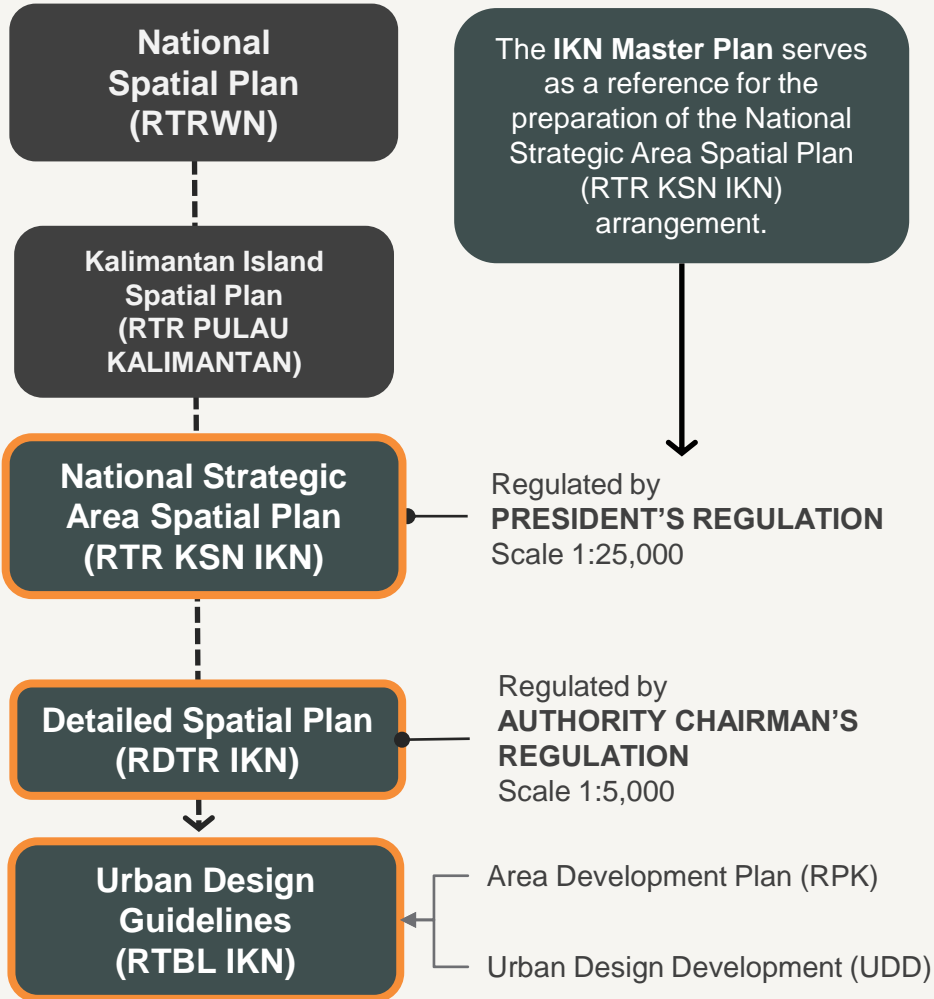 National
Spatial Plan
(RTRWN)
The IKN Master Plan serves
as a reference for the
preparation of the National
Strategic Area Spatial Plan
(RTR KSN IKN)
arrangement.
Kalimantan Island
Spatial Plan
(RTR PULAU
KALIMANTAN)
National Strategic
Area Spatial Plan
(RTR KSN IKN)
Regulated by
PRESIDENT'S REGULATION
Scale 1:25,000
Detailed Spatial Plan
(RDTR IKN)
Regulated by
AUTHORITY CHAIRMAN'S
REGULATION
Scale 1:5,000
Urban Design
Guidelines
(RTBL IKN)
Area Development Plan (RPK)
Urban Design Development (UDD)